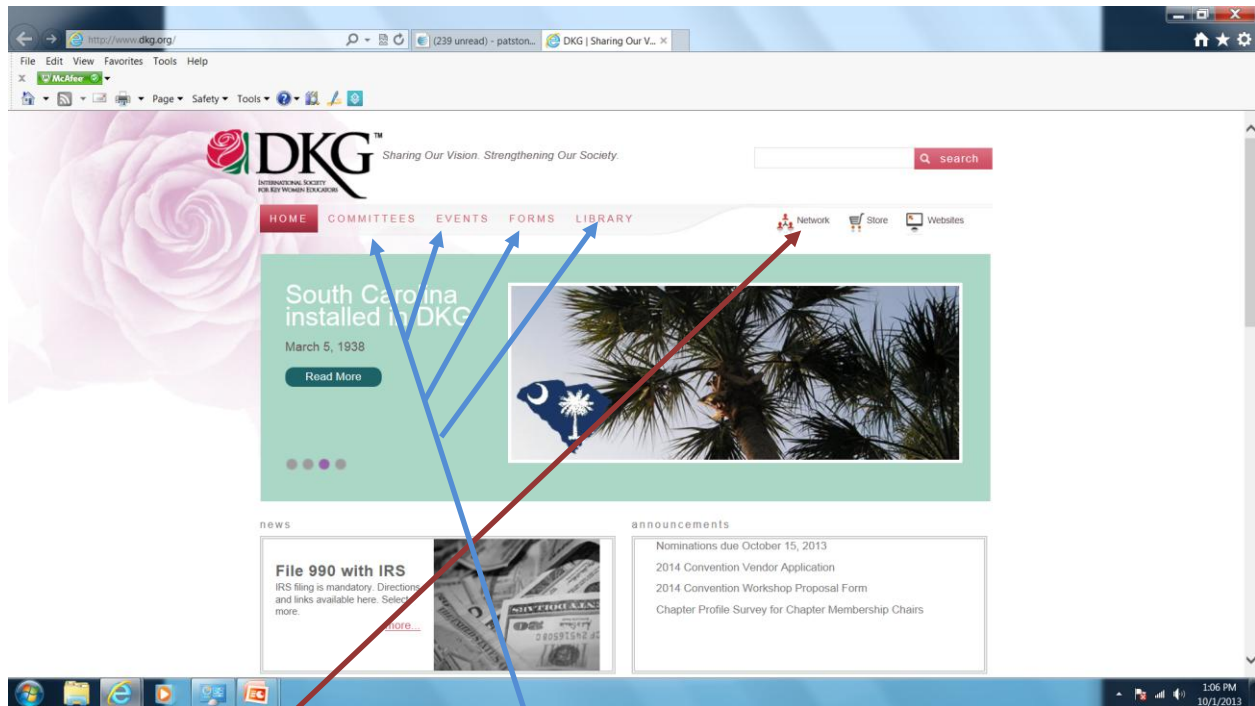 http://www.dkg.org/
(239 unread) - patston...
DKG | Sharing Our V...
File Edit View Favorites Tools Help
x McAfee
Page Safety Tools
DKG™
INTERNATIONAL SOCIETY
FOR KEY WOMEN EDUCATORS
Sharing Our Vision. Strengthening Our Society.
search
HOME COMMITTEES EVENTS FORMS LIBRARY
Network Store Websites
South Carolina
installed in DKG
March 5, 1938
Read More
news
File 990 with IRS
IRS filing is mandatory. Directions
and links available here. Select
more.
more...
announcements
Nominations due October 15, 2013
2014 Convention Vendor Application
2014 Convention Workshop Proposal Form
Chapter Profile Survey for Chapter Membership Chairs
1:06 PM
10/1/2013